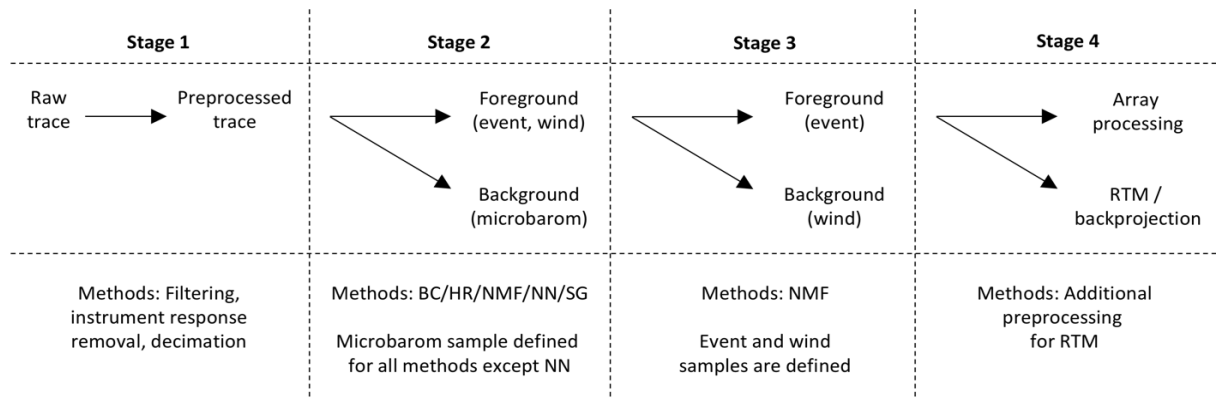 Stage 1
Stage 2
Stage 3
Stage 4
Raw
trace
Preprocessed
trace
Foreground
(event, wind)
Background
(microbarom)
Foreground
(event)
Background
(wind)
Array
processing
RTM /
backprojection
Methods: Filtering,
instrument response
removal, decimation
Methods: BC/HR/NMF/NN/SG
Microbarom sample defined
for all methods except NN
Methods: NMF
Event and wind
samples are defined
Methods: Additional
preprocessing
for RTM